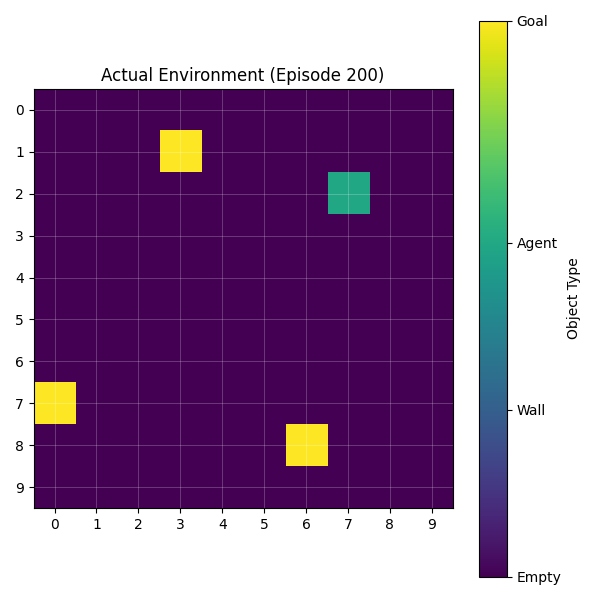 Actual Environment (Episode 200)
0
1
2
3
4
5
6
7
8
9
0 1 2 3 4 5 6 7 8 9
Goal
Agent
Wall
Empty
Object Type